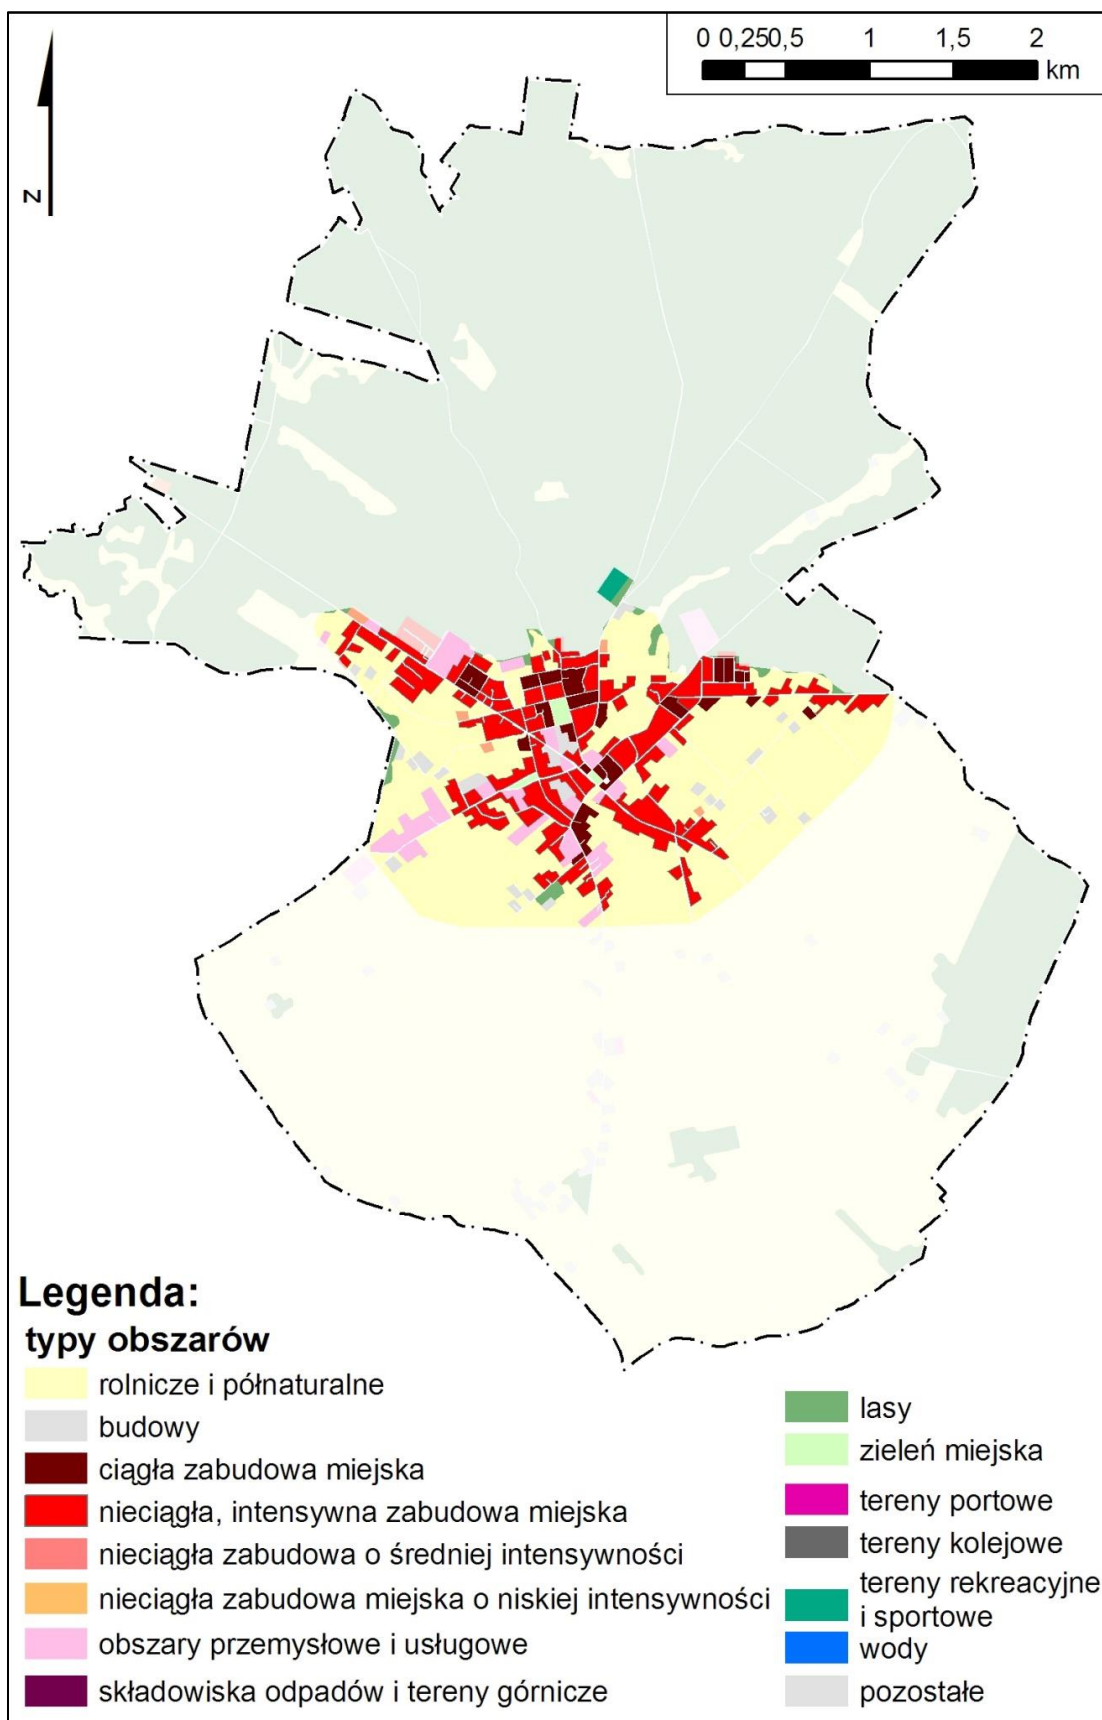 0 0,250,5 1 1,5 2
km
N
Legenda:
typy obszarów
rolnicze i półnaturalne
budowy
ciągła zabudowa miejska
nieciągła, intensywna zabudowa miejska
nieciągła zabudowa o średniej intensywności
nieciągła zabudowa miejska o niskiej intensywności
obszary przemysłowe i usługowe
składowiska odpadów i tereny górnicze
lasy
zieleń miejska
tereny portowe
tereny kolejowe
tereny rekreacyjne
i sportowe
wody
pozostałe